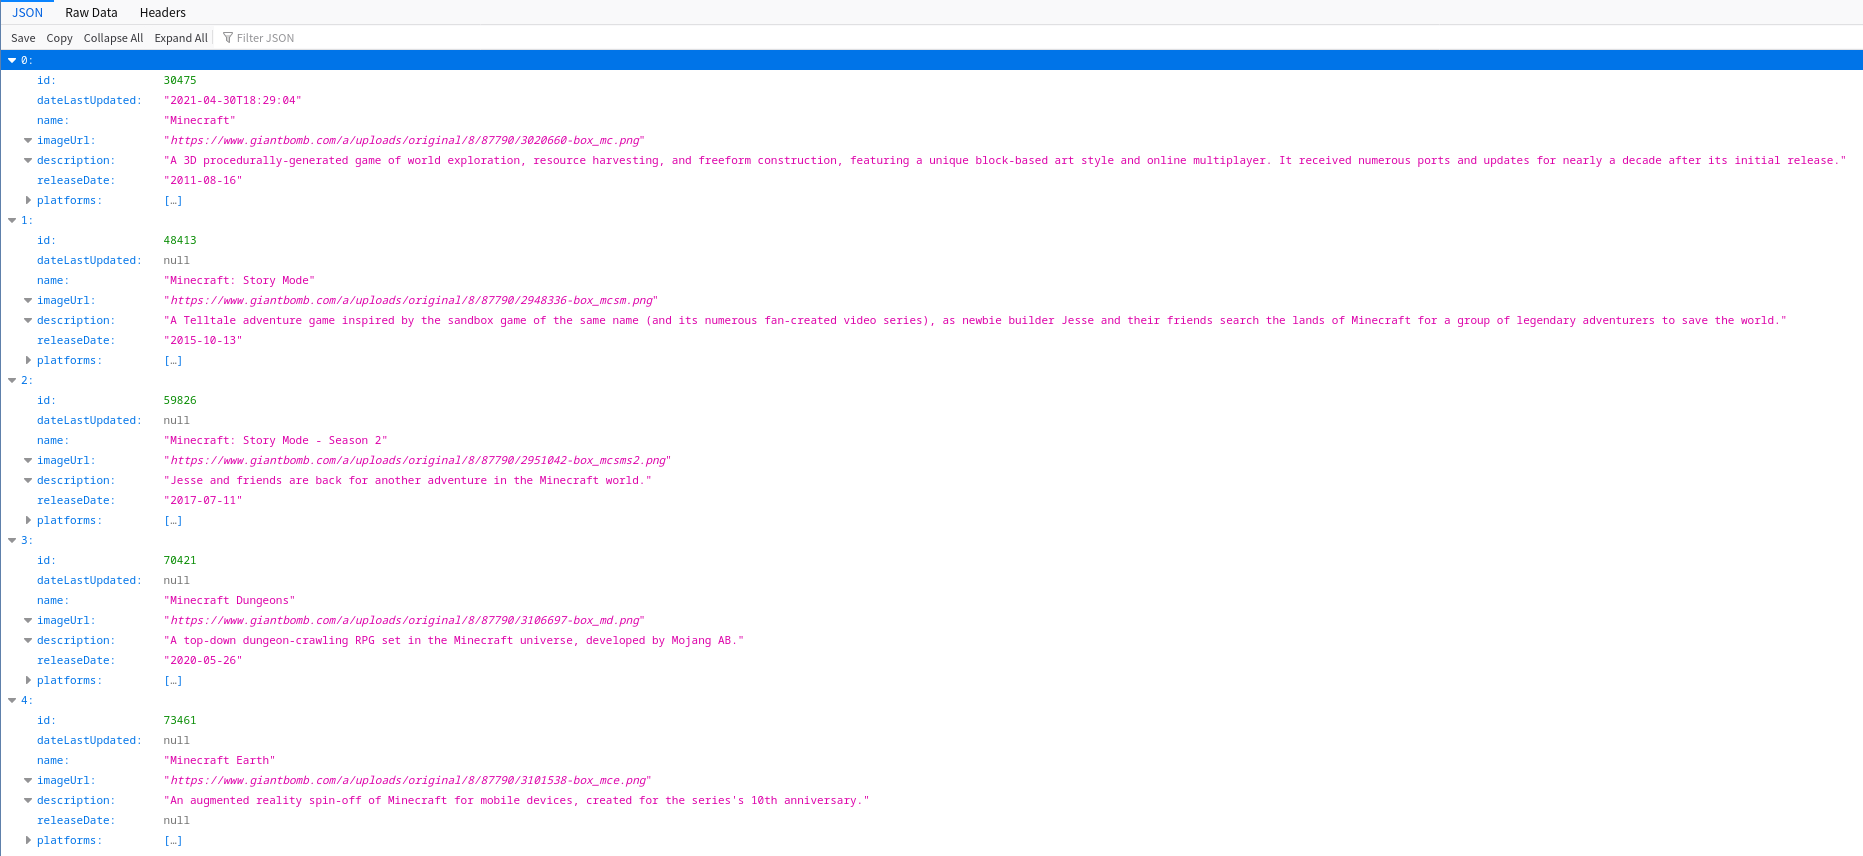 JSON Raw Data Headers
Save Copy Collapse All Expand All Filter JSON
0:
id: 30475
dateLastUpdated: "2021-04-30T18:29:04"
name: "Minecraft"
imageUrl: "https://www.giantbomb.com/a/uploads/original/8/87790/3020660-box_mc.png"
description: "A 3D procedurally-generated game of world exploration, resource harvesting, and freeform construction, featuring a unique block-based art style and online multiplayer. It received numerous ports and updates for nearly a decade after its initial release."
releaseDate: "2011-08-16"
platforms: […]
1:
id: 48413
dateLastUpdated: null
name: "Minecraft: Story Mode"
imageUrl: "https://www.giantbomb.com/a/uploads/original/8/87790/2948336-box_mcsm.png"
description: "A Telltale adventure game inspired by the sandbox game of the same name (and its numerous fan-created video series), as newbie builder Jesse and their friends search the lands of Minecraft for a group of legendary adventurers to save the world."
releaseDate: "2015-10-13"
platforms: […]
2:
id: 59826
dateLastUpdated: null
name: "Minecraft: Story Mode - Season 2"
imageUrl: "https://www.giantbomb.com/a/uploads/original/8/87790/2951042-box_mcsms2.png"
description: "Jesse and friends are back for another adventure in the Minecraft world."
releaseDate: "2017-07-11"
platforms: […]
3:
id: 70421
dateLastUpdated: null
name: "Minecraft Dungeons"
imageUrl: "https://www.giantbomb.com/a/uploads/original/8/87790/3106697-box_md.png"
description: "A top-down dungeon-crawling RPG set in the Minecraft universe, developed by Mojang AB."
releaseDate: "2020-05-26"
platforms: […]
4:
id: 73461
dateLastUpdated: null
name: "Minecraft Earth"
imageUrl: "https://www.giantbomb.com/a/uploads/original/8/87790/3101538-box_mce.png"
description: "An augmented reality spin-off of Minecraft for mobile devices, created for the series's 10th anniversary."
releaseDate: null
platforms: […]